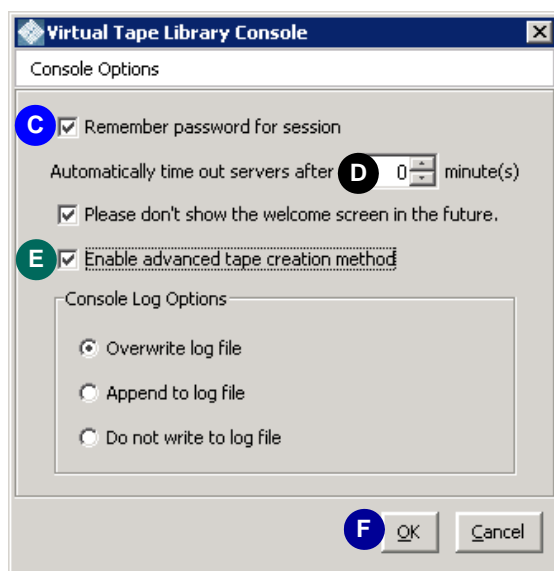 Virtual Tape Library Console
Console Options
C Remember password for session
Automatically time out servers after D 0 minute(s)
Please don't show the welcome screen in the future.
E Enable advanced tape creation method
Console Log Options
Overwrite log file
Append to log file
Do not write to log file
F OK Cancel